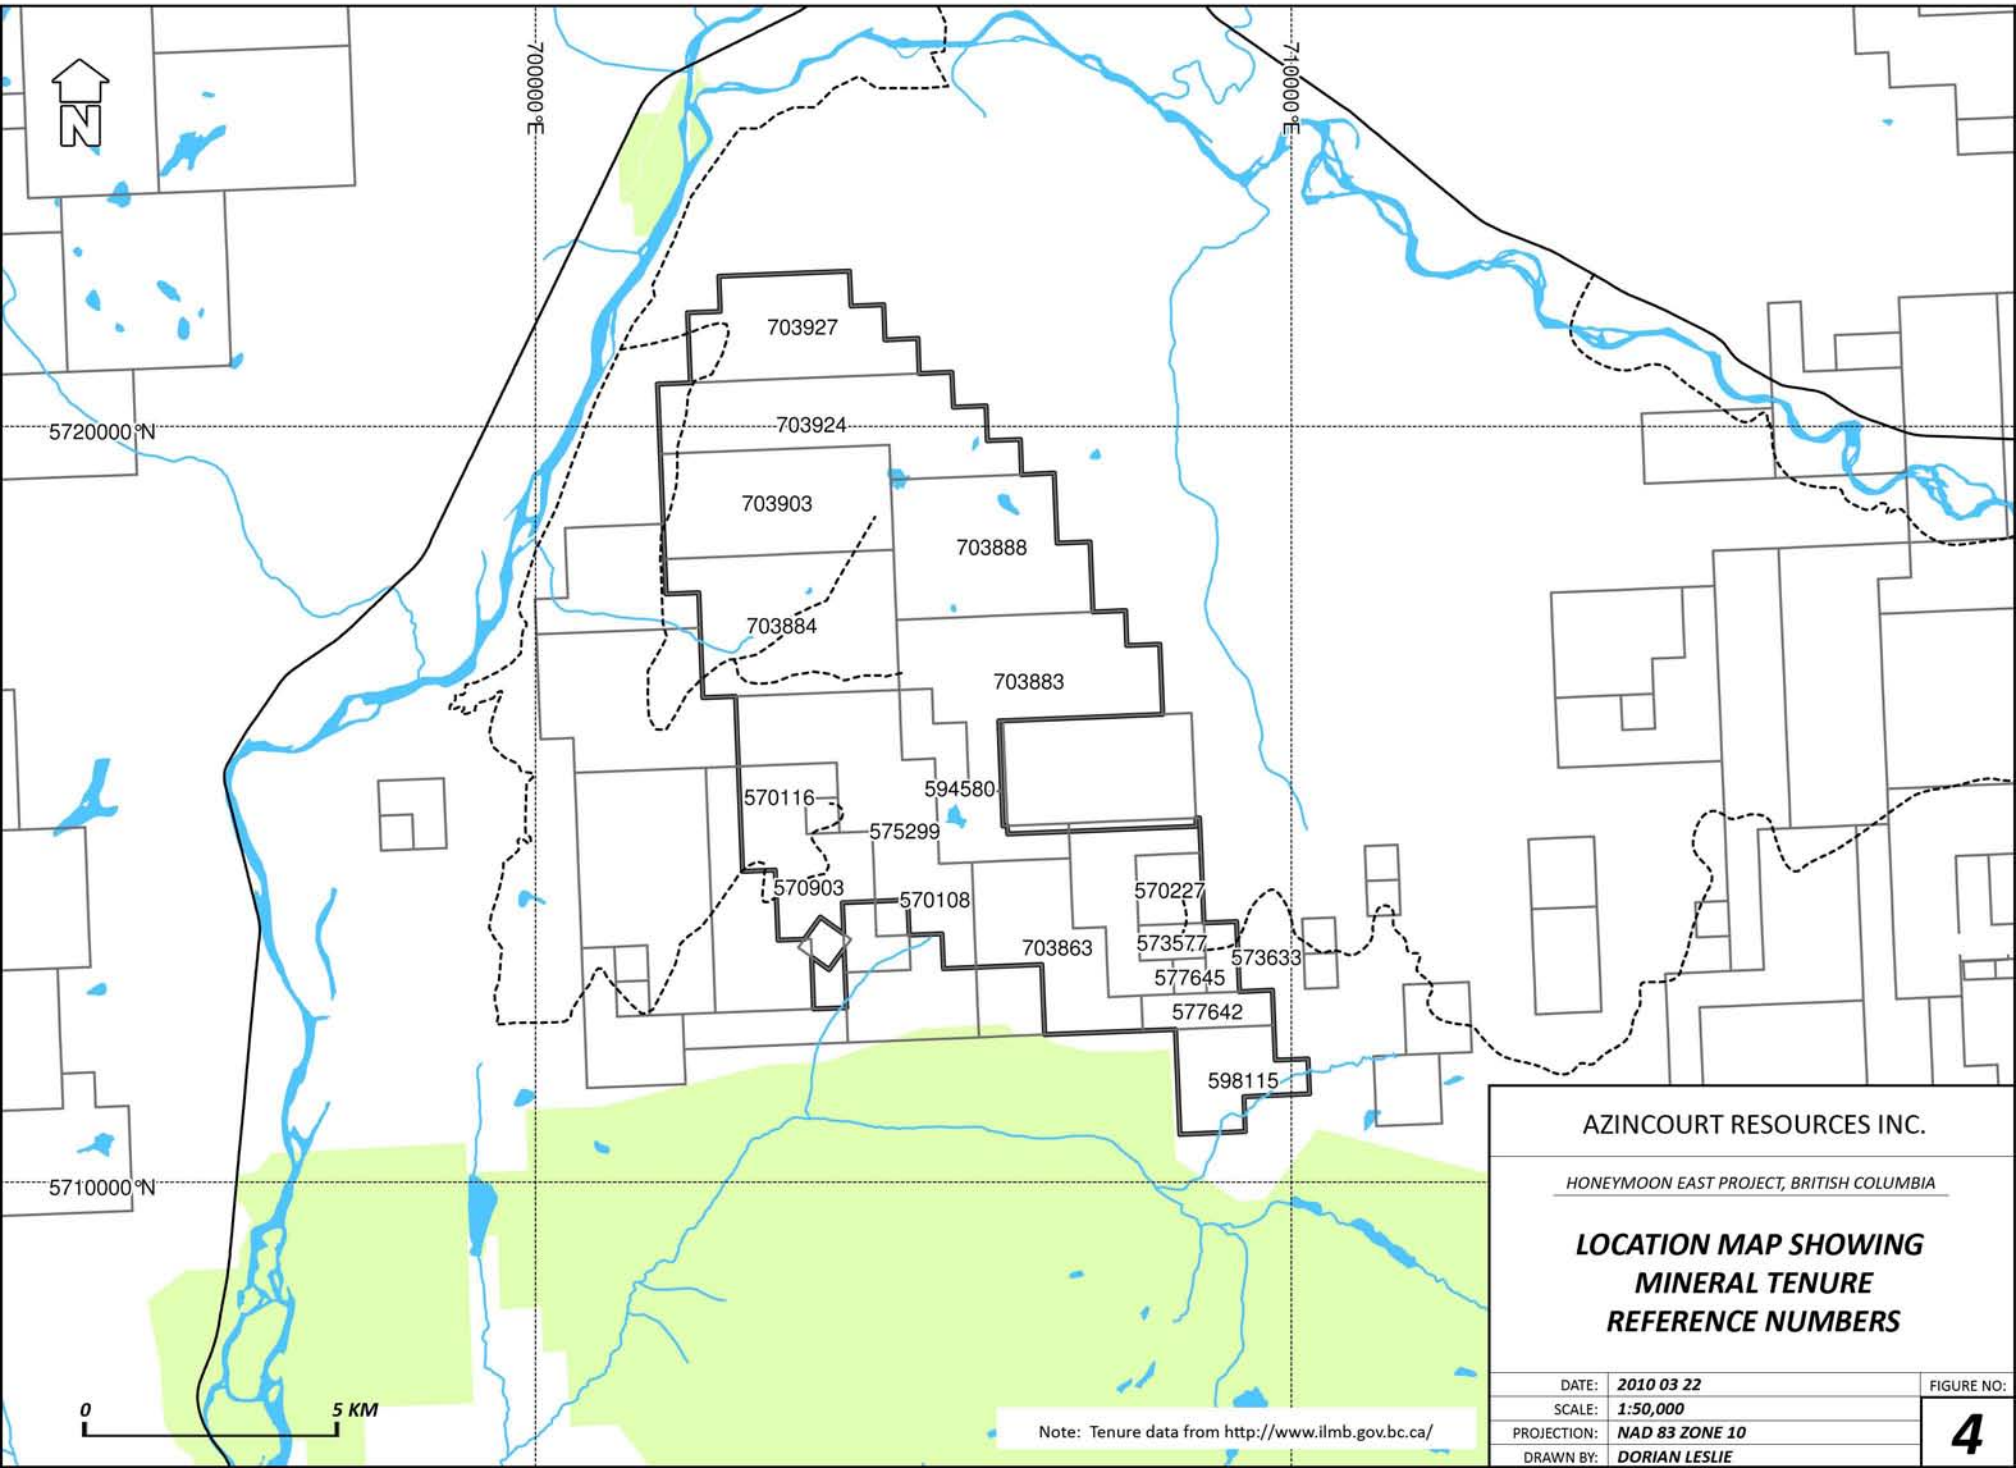 N
700000°E
710000°E
703927
5720000°N
703924
703903
703888
703884
703883
570116
594580
575299
570903
570108
570227
703863
573577
573633
577645
577642
598115
5710000°N
AZINCOURT RESOURCES INC.
HONEYMOON EAST PROJECT, BRITISH COLUMBIA
LOCATION MAP SHOWING
MINERAL TENURE
REFERENCE NUMBERS
DATE: 2010 03 22
FIGURE NO:
SCALE: 1:50,000
PROJECTION: NAD 83 ZONE 10
DRAWN BY: DORIAN LESLIE
4
0 5 KM
Note: Tenure data from http://www.ilmb.gov.bc.ca/